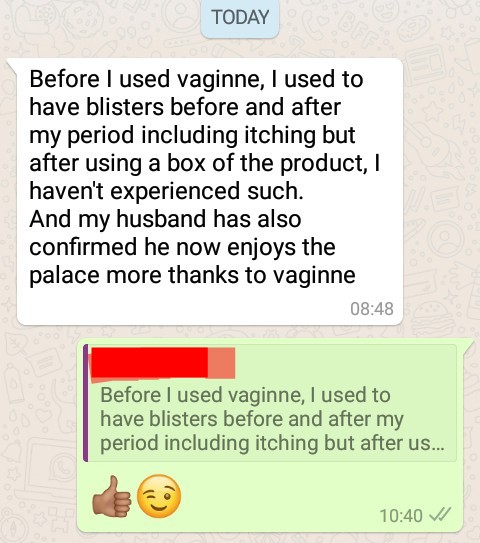 TODAY
Before I used vaginne, I used to
have blisters before and after
my period including itching but
after using a box of the product, I
haven't experienced such.
And my husband has also
confirmed he now enjoys the
palace more thanks to vaginne
08:48
Before I used vaginne, I used to
have blisters before and after my
period including itching but after us...
👍🏽😉
10:40